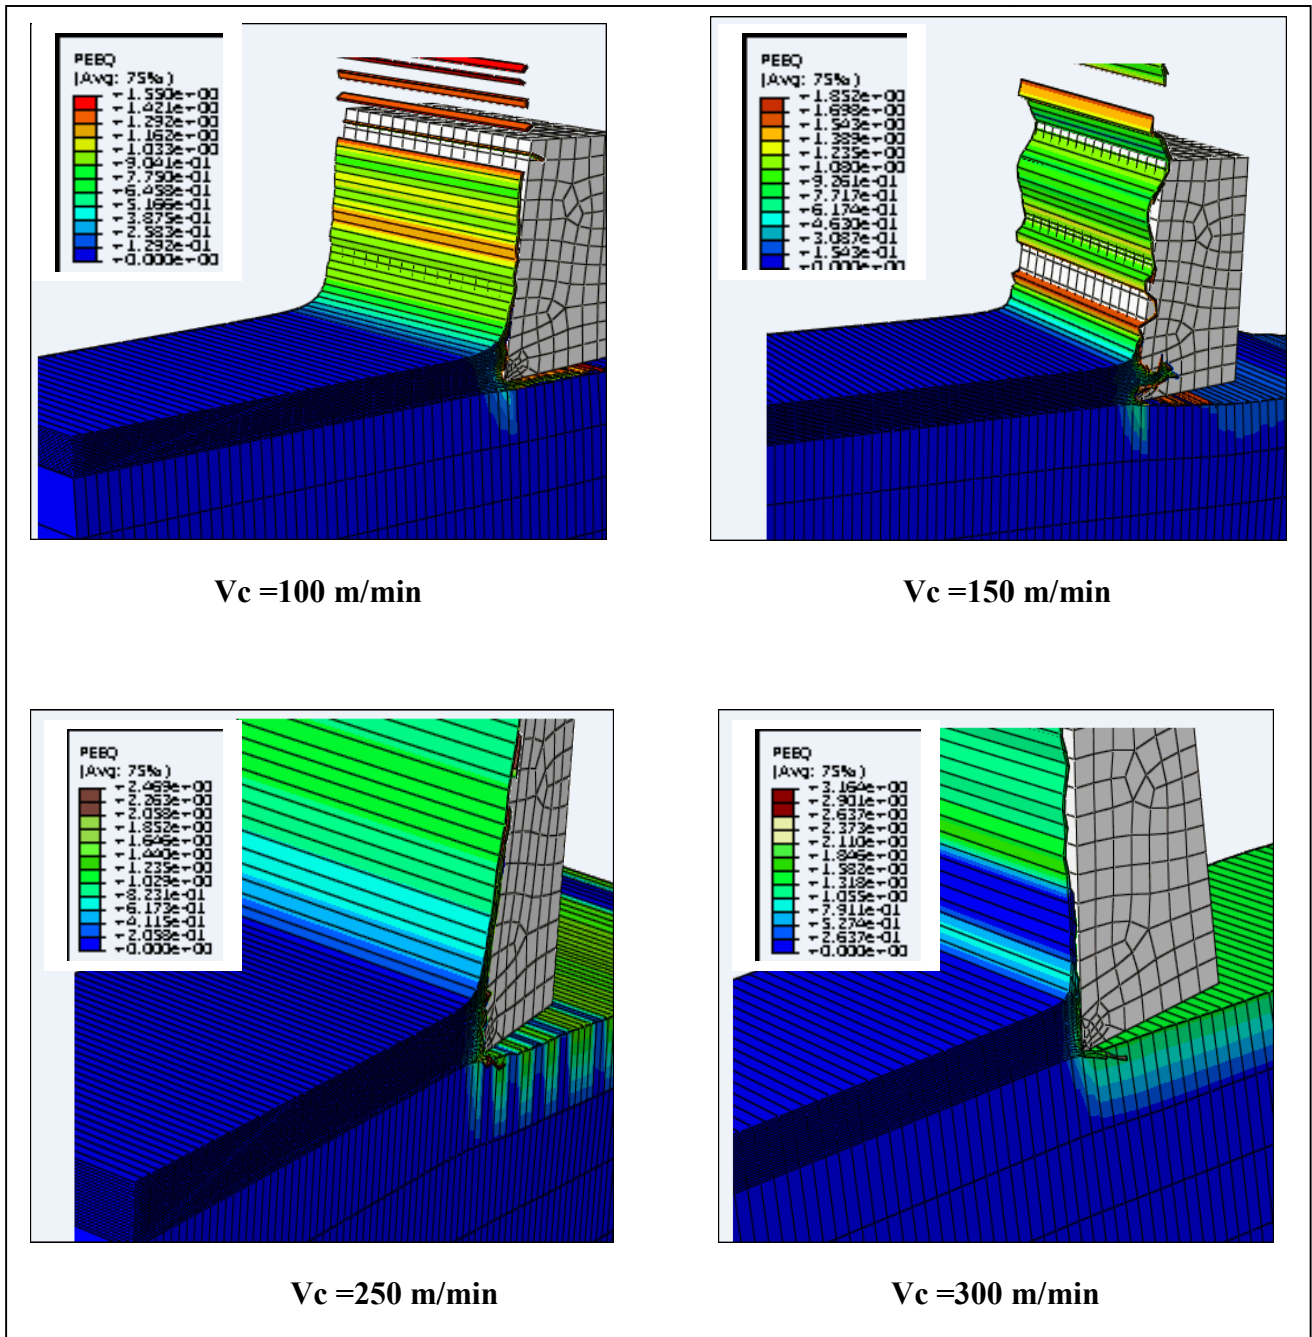 PEEQ
(Avg: 75%)
+1.550e+00
+1.421e+00
+1.292e+00
+1.162e+00
+1.033e+00
+9.041e-01
+7.750e-01
+6.458e-01
+5.166e-01
+3.875e-01
+2.583e-01
+1.292e-01
+0.000e+00
PEEQ
(Avg: 75%)
+1.852e+00
+1.698e+00
+1.543e+00
+1.389e+00
+1.235e+00
+1.080e+00
+9.261e-01
+7.717e-01
+6.174e-01
+4.630e-01
+3.087e-01
+1.543e-01
+0.000e+00
Vc =100 m/min
Vc =150 m/min
PEEQ
(Avg: 75%)
+2.469e+00
+2.263e+00
+2.058e+00
+1.852e+00
+1.646e+00
+1.440e+00
+1.235e+00
+1.029e+00
+8.231e-01
+6.173e-01
+4.115e-01
+2.058e-01
+0.000e+00
PEEQ
(Avg: 75%)
+3.164e+00
+2.901e+00
+2.637e+00
+2.373e+00
+2.110e+00
+1.846e+00
+1.582e+00
+1.318e+00
+1.055e+00
+7.911e-01
+5.274e-01
+2.637e-01
+0.000e+00
Vc =250 m/min
Vc =300 m/min